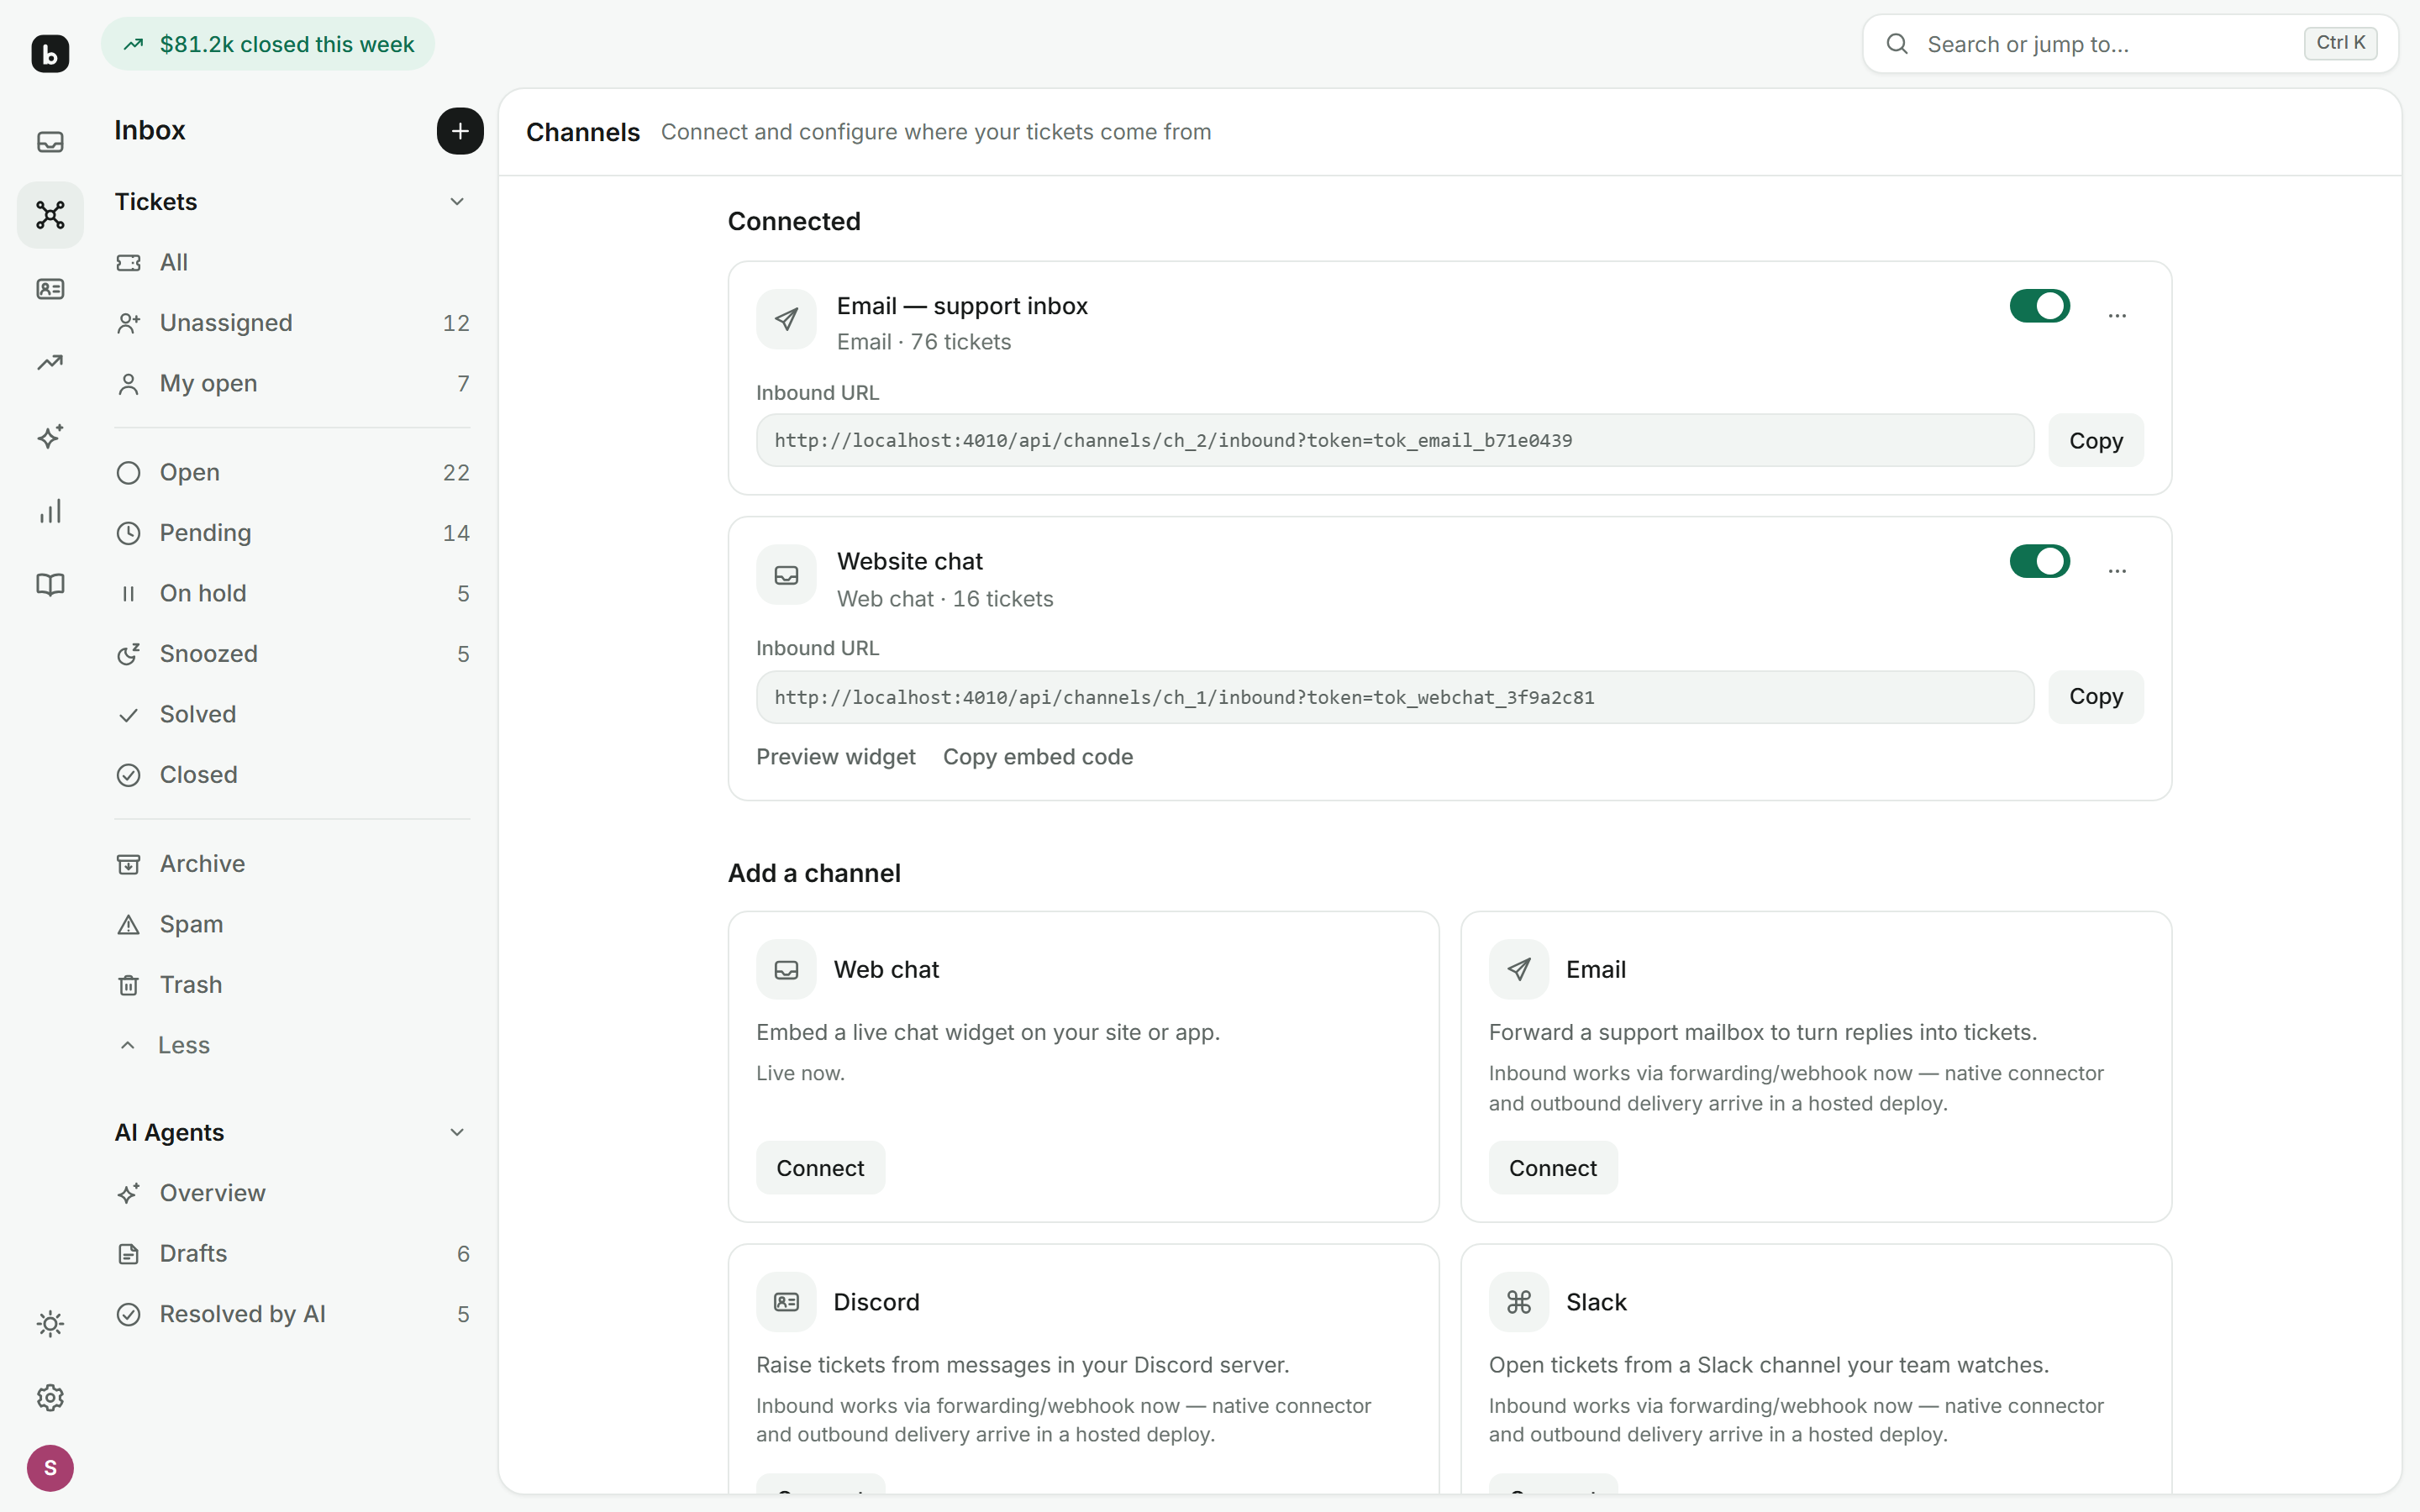 b
$81.2k closed this week
Search or jump to...
Ctrl K
Inbox
Tickets
All
Unassigned 12
My open 7
Open 22
Pending 14
On hold 5
Snoozed 5
Solved
Closed
Archive
Spam
Trash
Less
AI Agents
Overview
Drafts 6
Resolved by AI 5
S
Channels Connect and configure where your tickets come from
Connected
Email — support inbox
Email · 76 tickets
Inbound URL
http://localhost:4010/api/channels/ch_2/inbound?token=tok_email_b71e0439
Copy
Website chat
Web chat · 16 tickets
Inbound URL
http://localhost:4010/api/channels/ch_1/inbound?token=tok_webchat_3f9a2c81
Copy
Preview widget Copy embed code
Add a channel
Web chat
Embed a live chat widget on your site or app.
Live now.
Connect
Email
Forward a support mailbox to turn replies into tickets.
Inbound works via forwarding/webhook now — native connector
and outbound delivery arrive in a hosted deploy.
Connect
Discord
Raise tickets from messages in your Discord server.
Inbound works via forwarding/webhook now — native connector
and outbound delivery arrive in a hosted deploy.
Slack
Open tickets from a Slack channel your team watches.
Inbound works via forwarding/webhook now — native connector
and outbound delivery arrive in a hosted deploy.